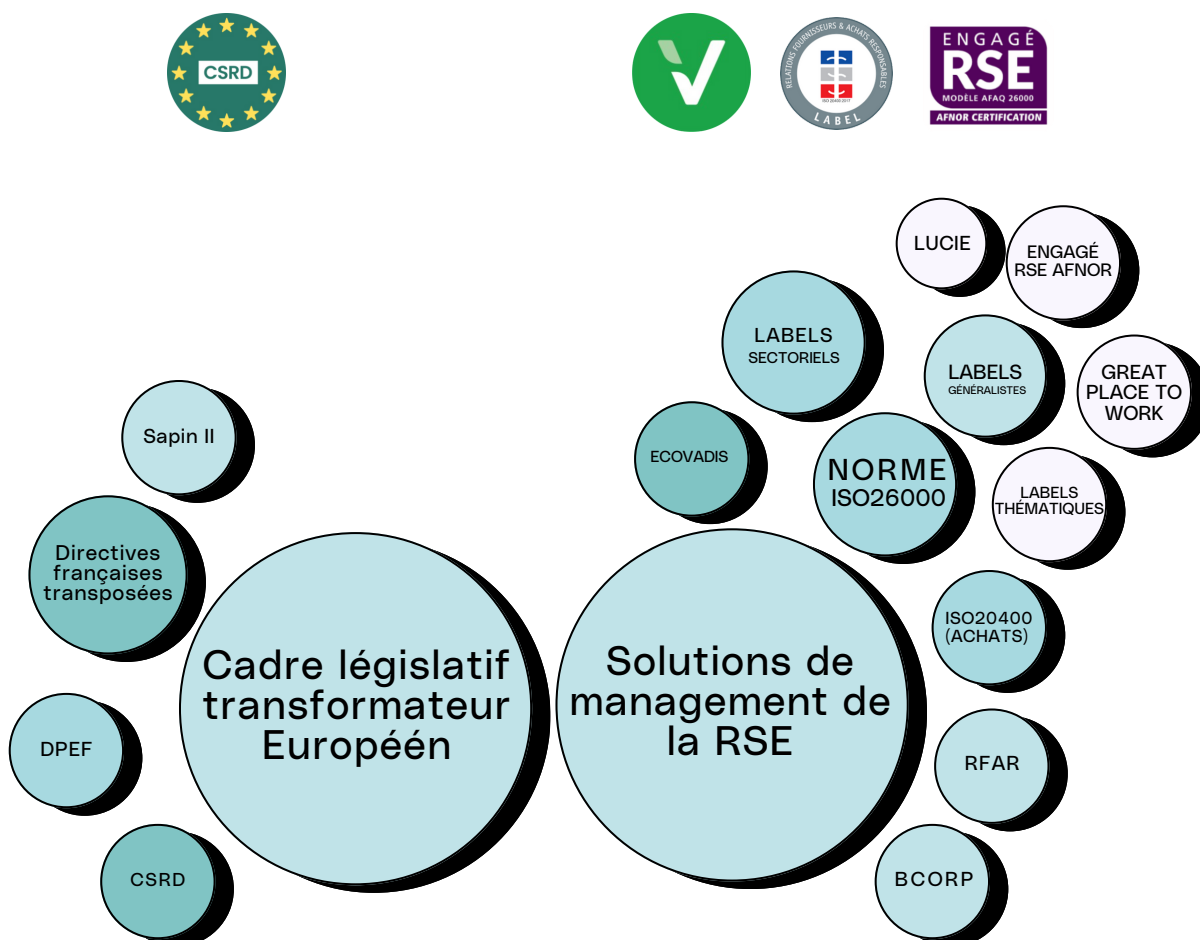 CSRD
RELATIONS FOURNISSEURS & ACHATS RESPONSABLES
ISO 20400:2017
LABEL
ENGAGÉ
RSE
MODÈLE AFAQ 26000
AFNOR CERTIFICATION
LUCIE
ENGAGÉ
RSE AFNOR
LABELS
SECTORIELS
LABELS
GÉNÉRALISTES
GREAT
PLACE TO
WORK
Sapin II
ECOVADIS
NORME
ISO26000
LABELS
THÉMATIQUES
Directives
françaises
transposées
ISO20400
(ACHATS)
Cadre législatif
transformateur
Européén
Solutions de
management de
la RSE
DPEF
RFAR
CSRD
BCORP